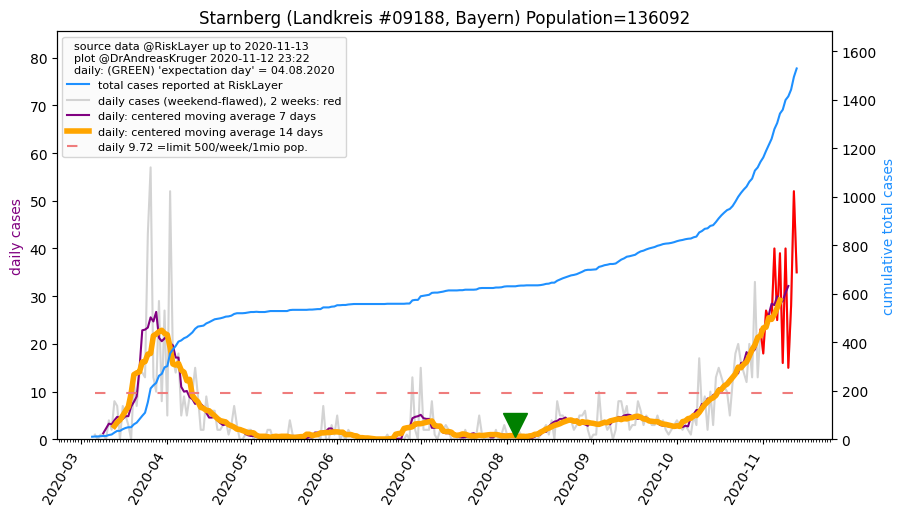 Starnberg (Landkreis #09188, Bayern) Population=136092
source data @RiskLayer up to 2020-11-13
plot @DrAndreasKruger 2020-11-12 23:22
daily: (GREEN) 'expectation day' = 04.08.2020
total cases reported at RiskLayer
daily cases (weekend-flawed), 2 weeks: red
daily: centered moving average 7 days
daily: centered moving average 14 days
daily 9.72 =limit 500/week/1mio pop.
daily cases
80
70
60
50
40
30
20
10
0
1600
1400
1200
1000
800
600
400
200
0
cumulative total cases
2020-03
2020-04
2020-05
2020-06
2020-07
2020-08
2020-09
2020-10
2020-11